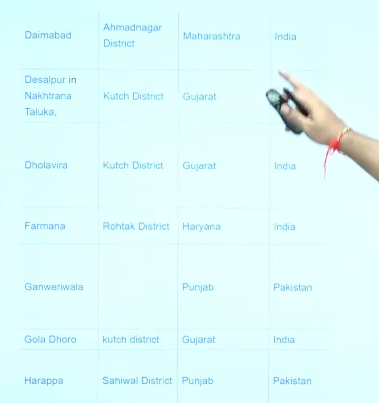 Daimabad Ahmadnagar District Maharashtra India
Desalpur in Nakhtrana Taluka, Kutch District Gujarat
Dholavira Kutch District Gujarat India
Farmana Rohtak District Haryana India
Ganweriwala Punjab Pakistan
Gola Dhoro kutch district Gujarat India
Harappa Sahiwal District Punjab Pakistan